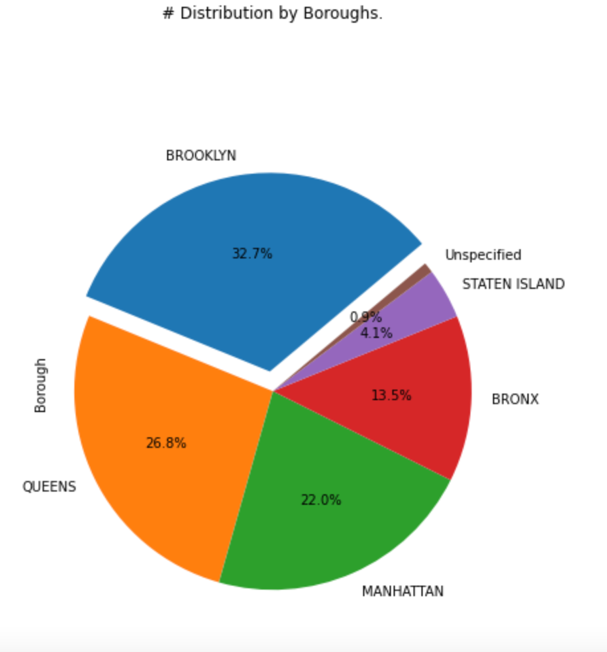 # Distribution by Boroughs.
BROOKLYN
32.7%
Unspecified
STATEN ISLAND
0.9%
4.1%
Borough
13.5%
BRONX
26.8%
QUEENS
22.0%
MANHATTAN